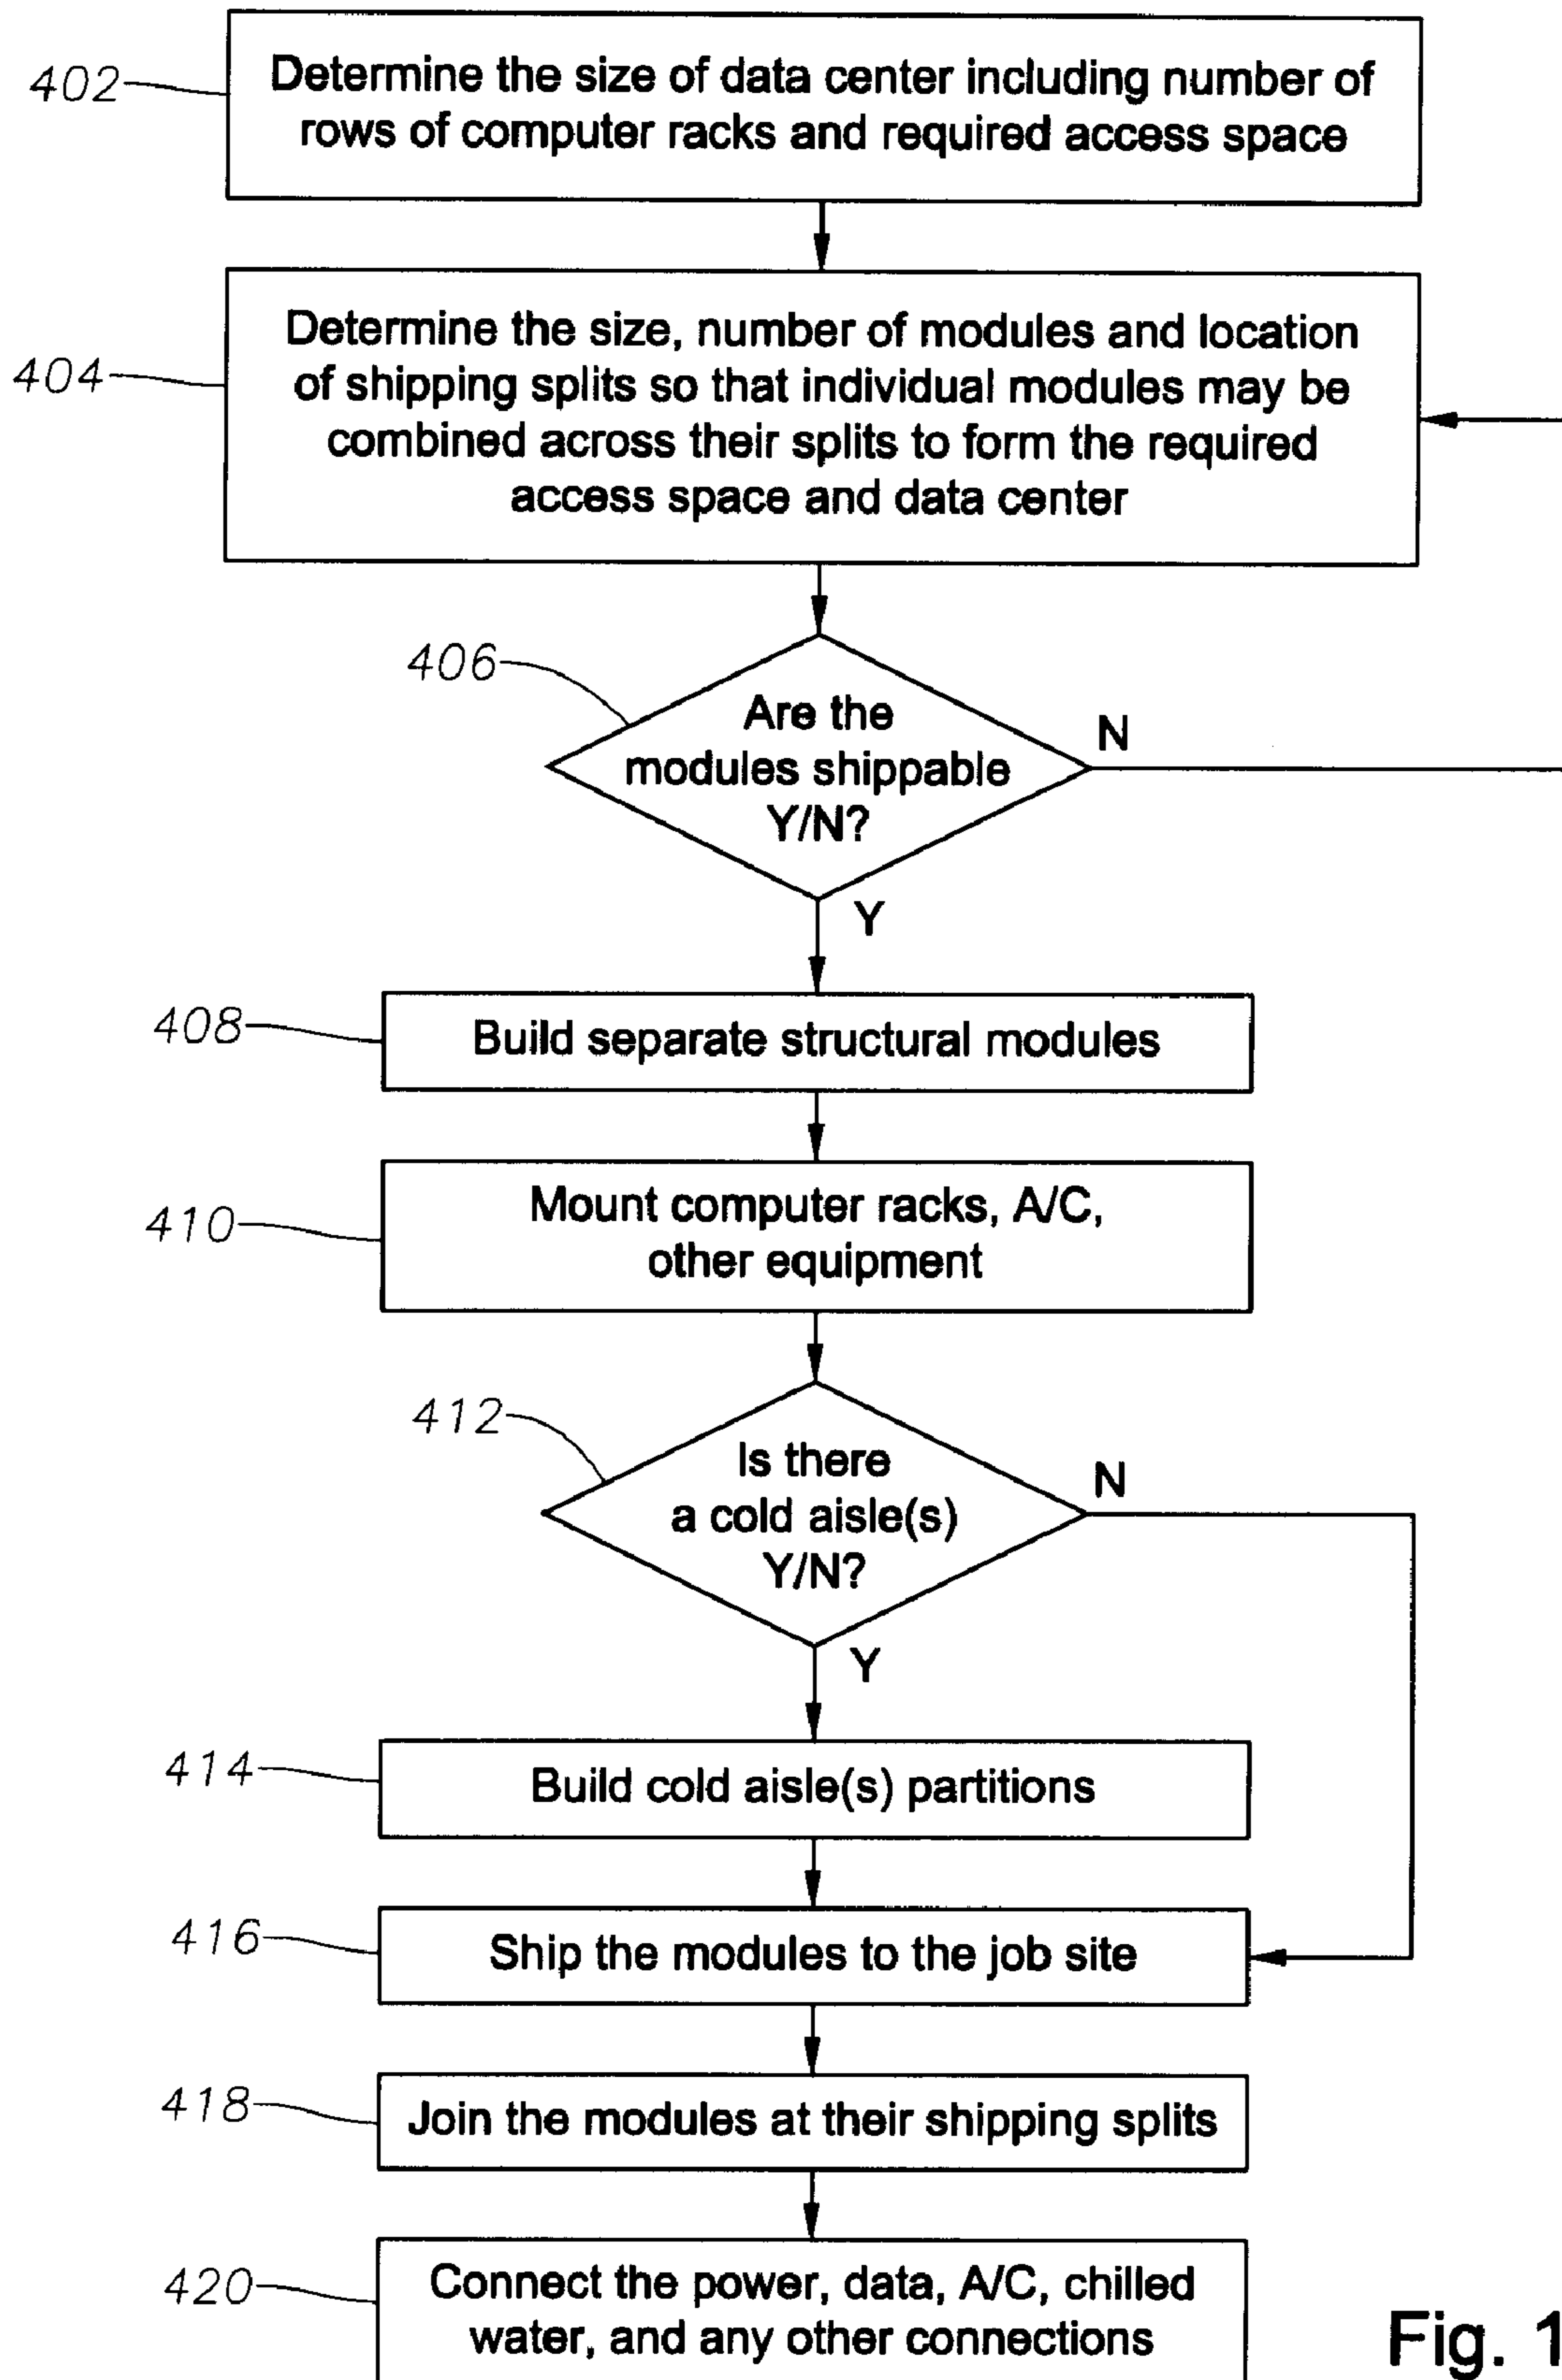 402
Determine the size of data center including number of
rows of computer racks and required access space
404
Determine the size, number of modules and location
of shipping splits so that individual modules may be
combined across their splits to form the required
access space and data center
406
Are the
modules shippable
Y/N?
N
Y
408
Build separate structural modules
410
Mount computer racks, A/C,
other equipment
412
Is there
a cold aisle(s)
Y/N?
N
Y
414
Build cold aisle(s) partitions
416
Ship the modules to the job site
418
Join the modules at their shipping splits
420
Connect the power, data, A/C, chilled
water, and any other connections
Fig. 1